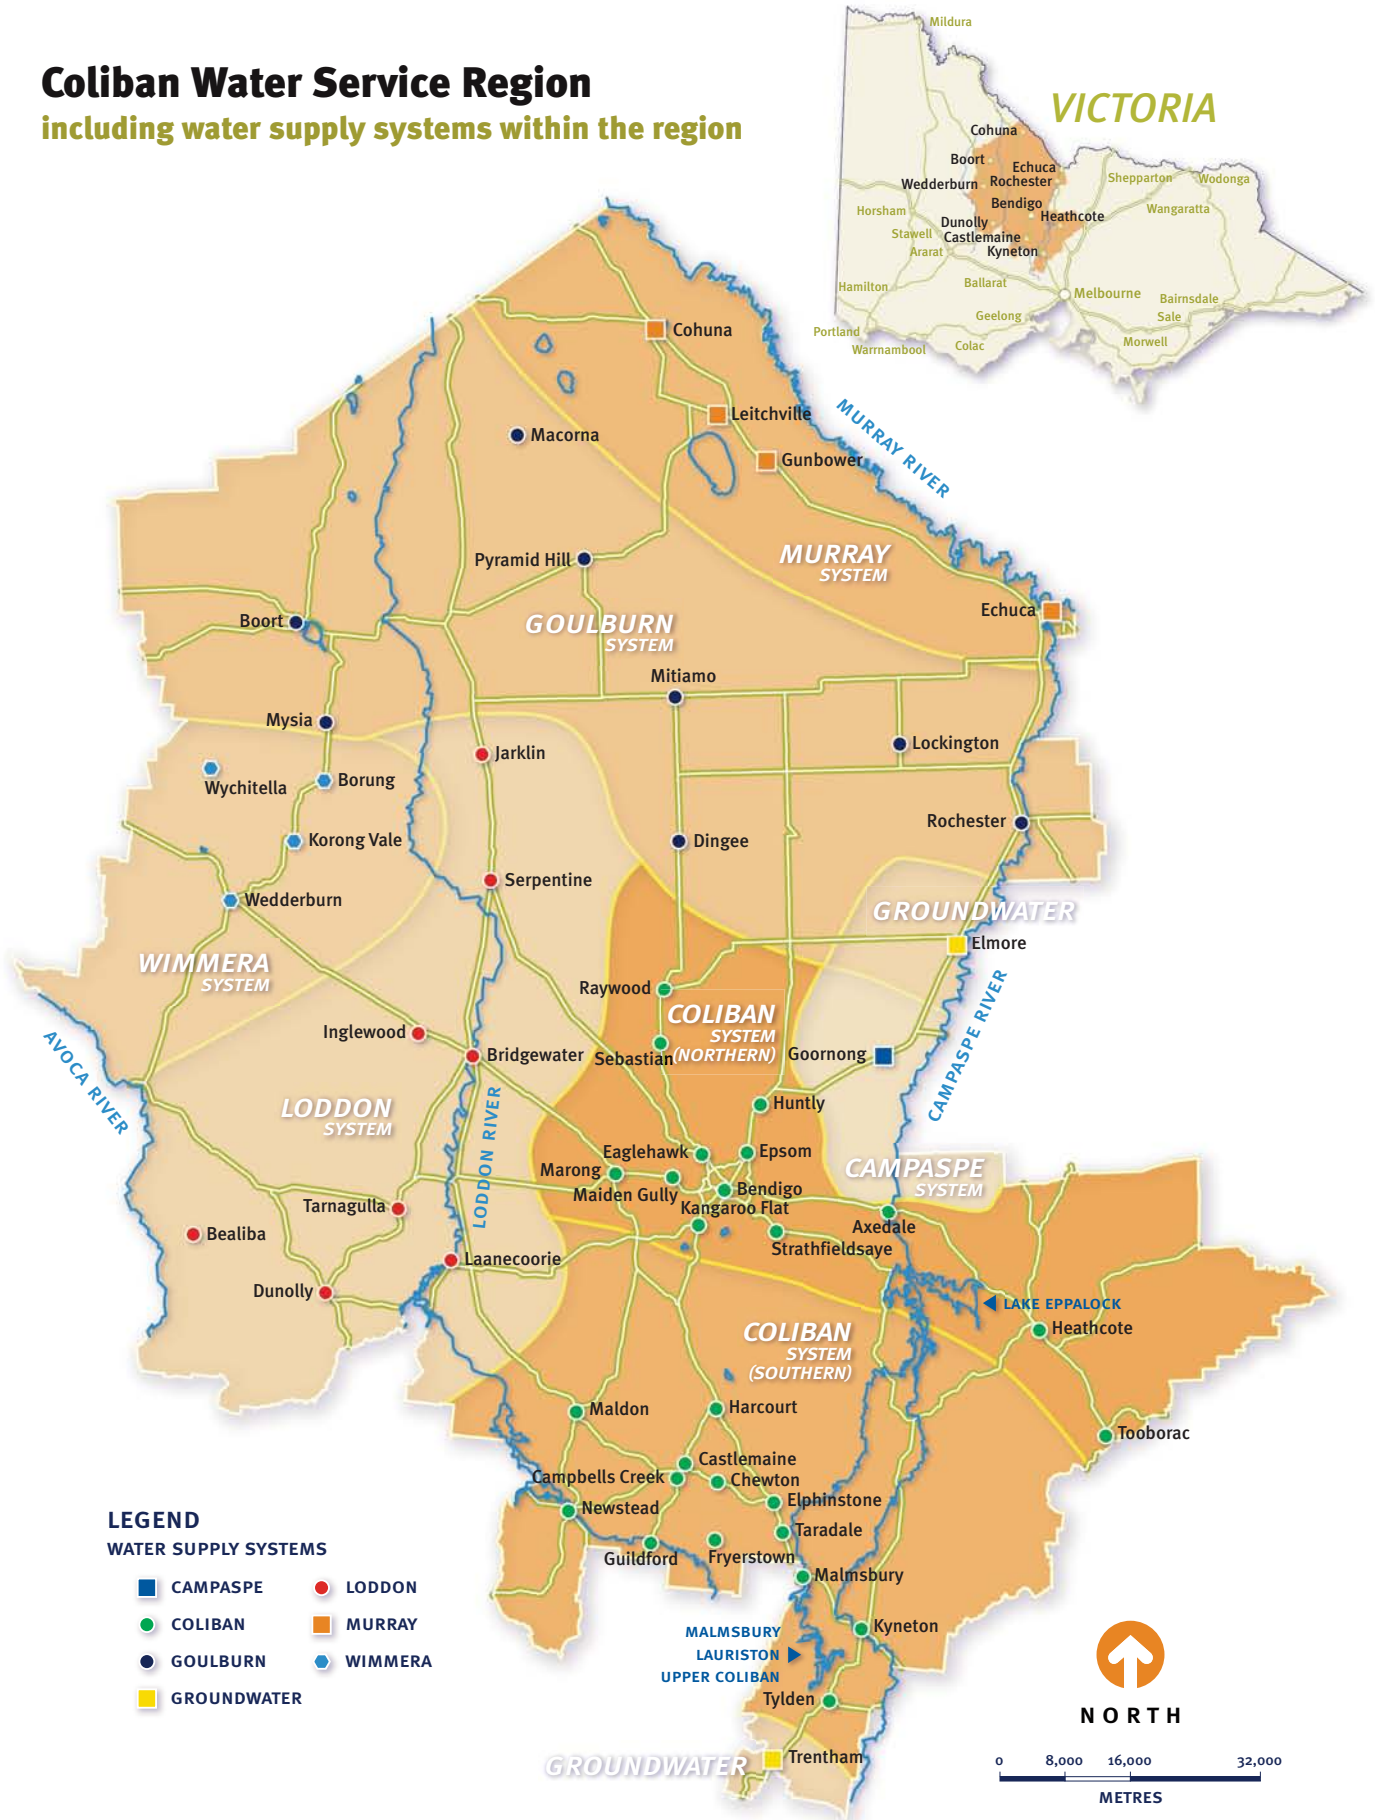 Coliban Water Service Region
including water supply systems within the region
VICTORIA
Mildura
Cohuna
Boort
Echuca
Wedderburn
Rochester
Shepparton
Wodonga
Bendigo
Horsham
Dunolly
Heathcote
Wangaratta
Stawell
Castlemaine
Ararat
Kyneton
Hamilton
Ballarat
Melbourne
Bairnsdale
Geelong
Sale
Portland
Warrnambool
Colac
Morwell
Cohuna
Leitchville
MURRAY RIVER
Macorna
Gunbower
Pyramid Hill
MURRAY
SYSTEM
Echuca
Boort
GOULBURN
SYSTEM
Mitiamo
Mysia
Jarklin
Lockington
Wychitella
Borung
Rochester
Korong Vale
Dingee
Serpentine
Wedderburn
GROUNDWATER
Elmore
WIMMERA
SYSTEM
Raywood
CAMPASPE RIVER
COLIBAN
SYSTEM
(NORTHERN)
Inglewood
AVOCA RIVER
Bridgewater
Sebastian
Goornong
LODDON
SYSTEM
LODDON RIVER
Huntly
Eaglehawk
Epsom
Marong
CAMPASPE
SYSTEM
Maiden Gully
Bendigo
Kangaroo Flat
Tarnagulla
Axedale
Bealiba
Strathfieldsaye
Laanecoorie
Dunolly
LAKE EPPALOCK
Heathcote
COLIBAN
SYSTEM
(SOUTHERN)
Maldon
Harcourt
Tooborac
Castlemaine
Campbells Creek
Chewton
Elphinstone
Newstead
Taradale
Guildford
Fryerstown
Malmsbury
Kyneton
MALMSBURY
LAURISTON
UPPER COLIBAN
Tylden
Trentham
GROUNDWATER
LEGEND
WATER SUPPLY SYSTEMS
CAMPASPE
LODDON
COLIBAN
MURRAY
GOULBURN
WIMMERA
GROUNDWATER
NORTH
0 8,000 16,000 32,000
METRES